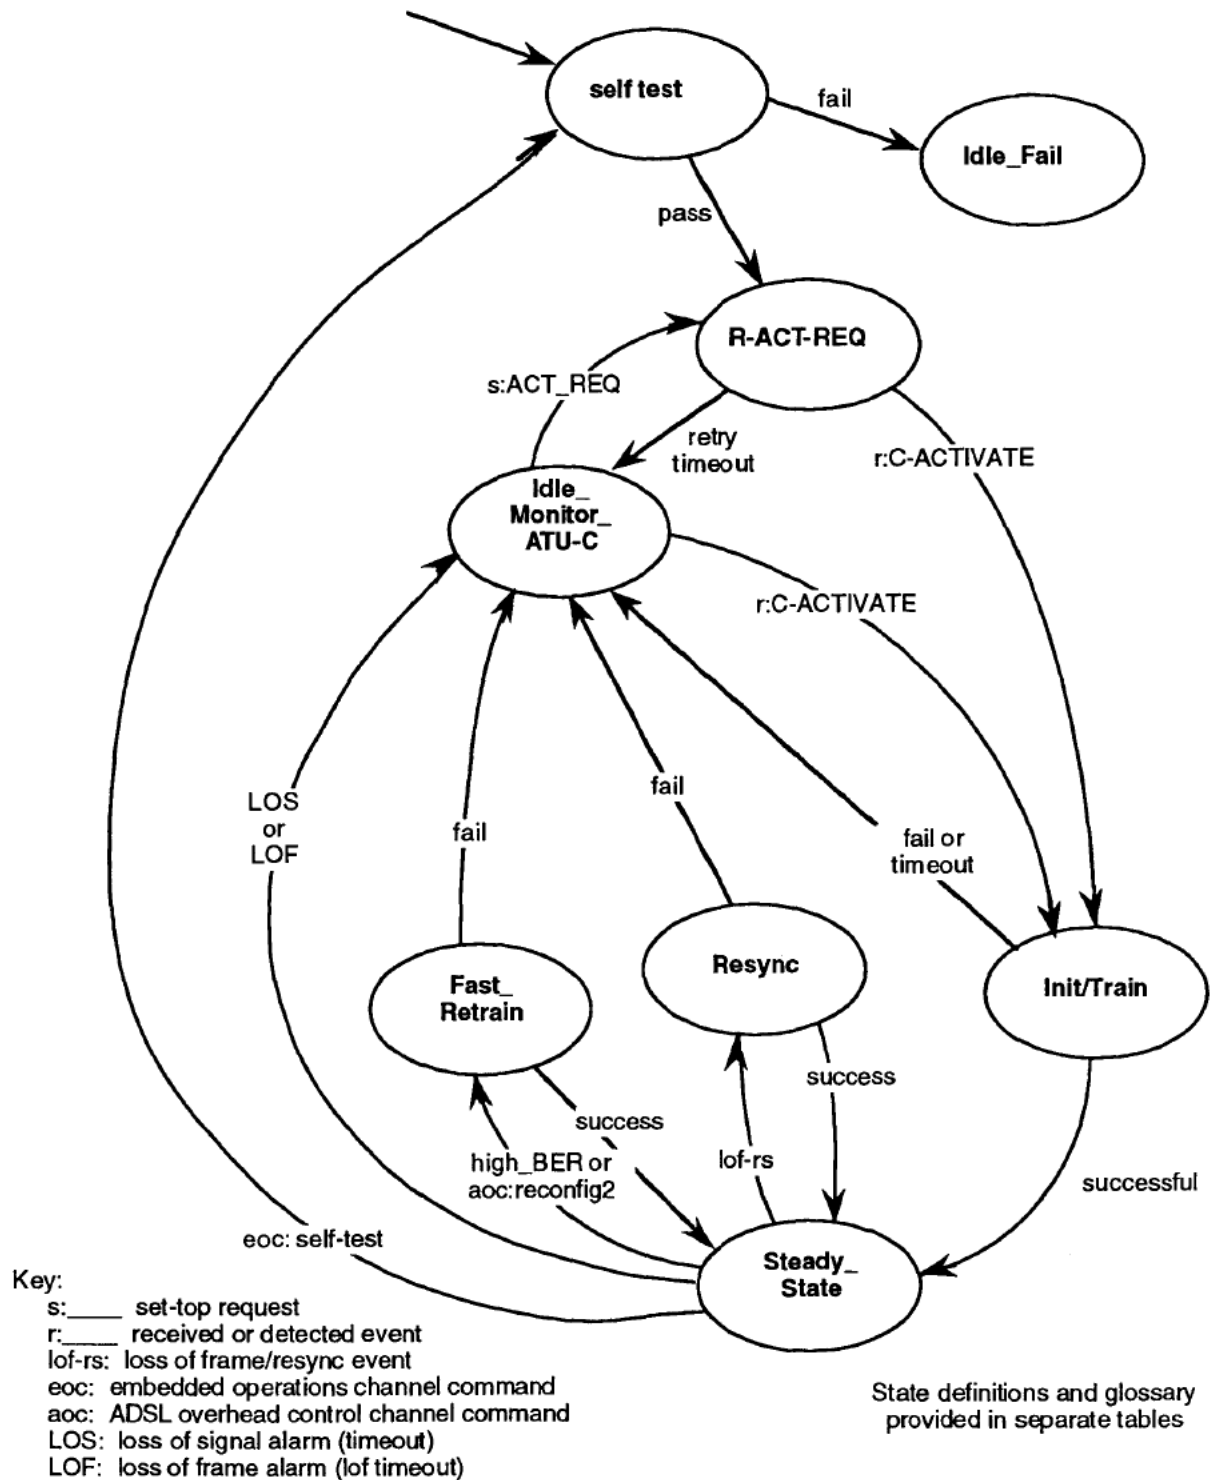 self test
fail
Idle_Fail
pass
R-ACT-REQ
s:ACT_REQ
retry
timeout
r:C-ACTIVATE
Idle_
Monitor_
ATU-C
r:C-ACTIVATE
LOS
or
LOF
fail
fail
fail or
timeout
Fast_
Retrain
Resync
Init/Train
success
success
high_BER or
aoc:reconfig2
lof-rs
successful
eoc: self-test
Steady_
State
Key:
s:____ set-top request
r:____ received or detected event
lof-rs: loss of frame/resync event
eoc: embedded operations channel command
aoc: ADSL overhead control channel command
LOS: loss of signal alarm (timeout)
LOF: loss of frame alarm (lof timeout)
State definitions and glossary
provided in separate tables